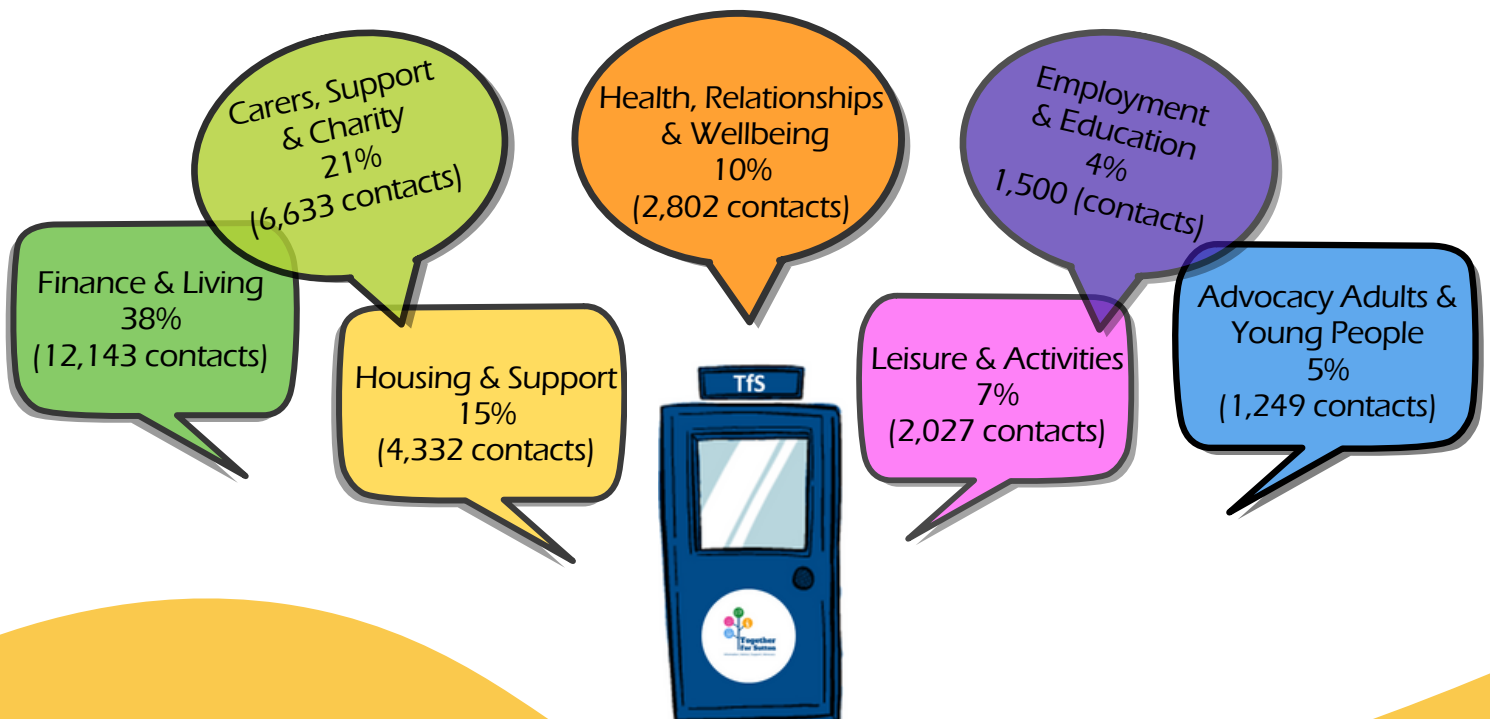 Carers, Support
& Charity
21%
(6,633 contacts)
Health, Relationships
& Wellbeing
10%
(2,802 contacts)
Employment
& Education
4%
1,500 (contacts)
Finance & Living
38%
(12,143 contacts)
Housing & Support
15%
(4,332 contacts)
Leisure & Activities
7%
(2,027 contacts)
Advocacy Adults &
Young People
5%
(1,249 contacts)
TfS
Together
For Sutton